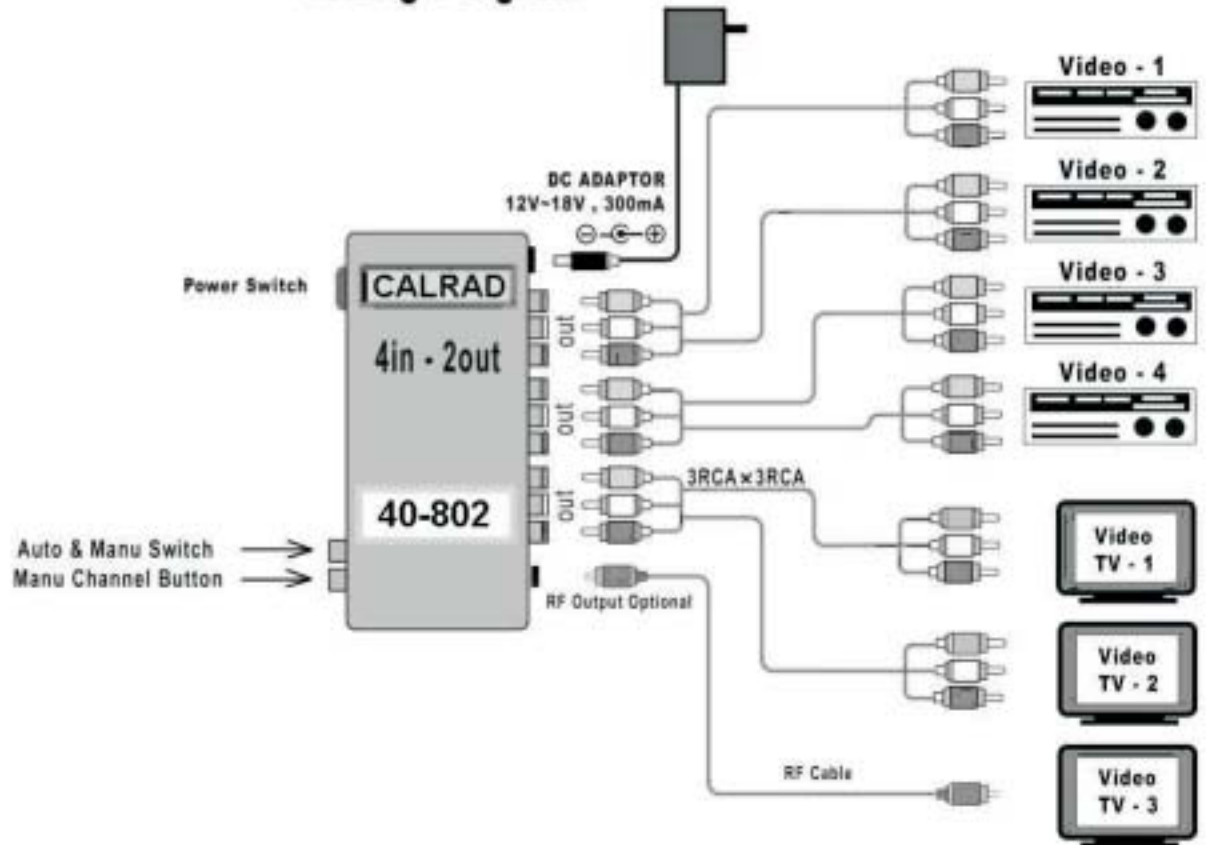 Video - 1
DC ADAPTOR
12V~18V , 300mA
Video - 2
Power Switch
CALRAD
out
Video - 3
4in - 2out
Video - 4
out
3RCA x 3RCA
out
40-802
Video
TV - 1
Auto & Manu Switch
Manu Channel Button
RF Output Optional
Video
TV - 2
RF Cable
Video
TV - 3